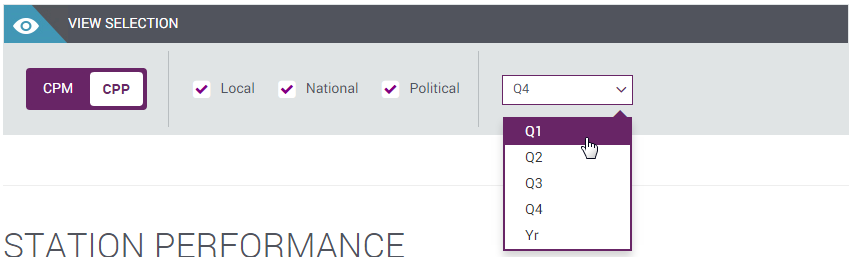 VIEW SELECTION
CPM CPP Local National Political Q4
Q1
Q2
Q3
Q4
Yr
STATION PERFORMANCE